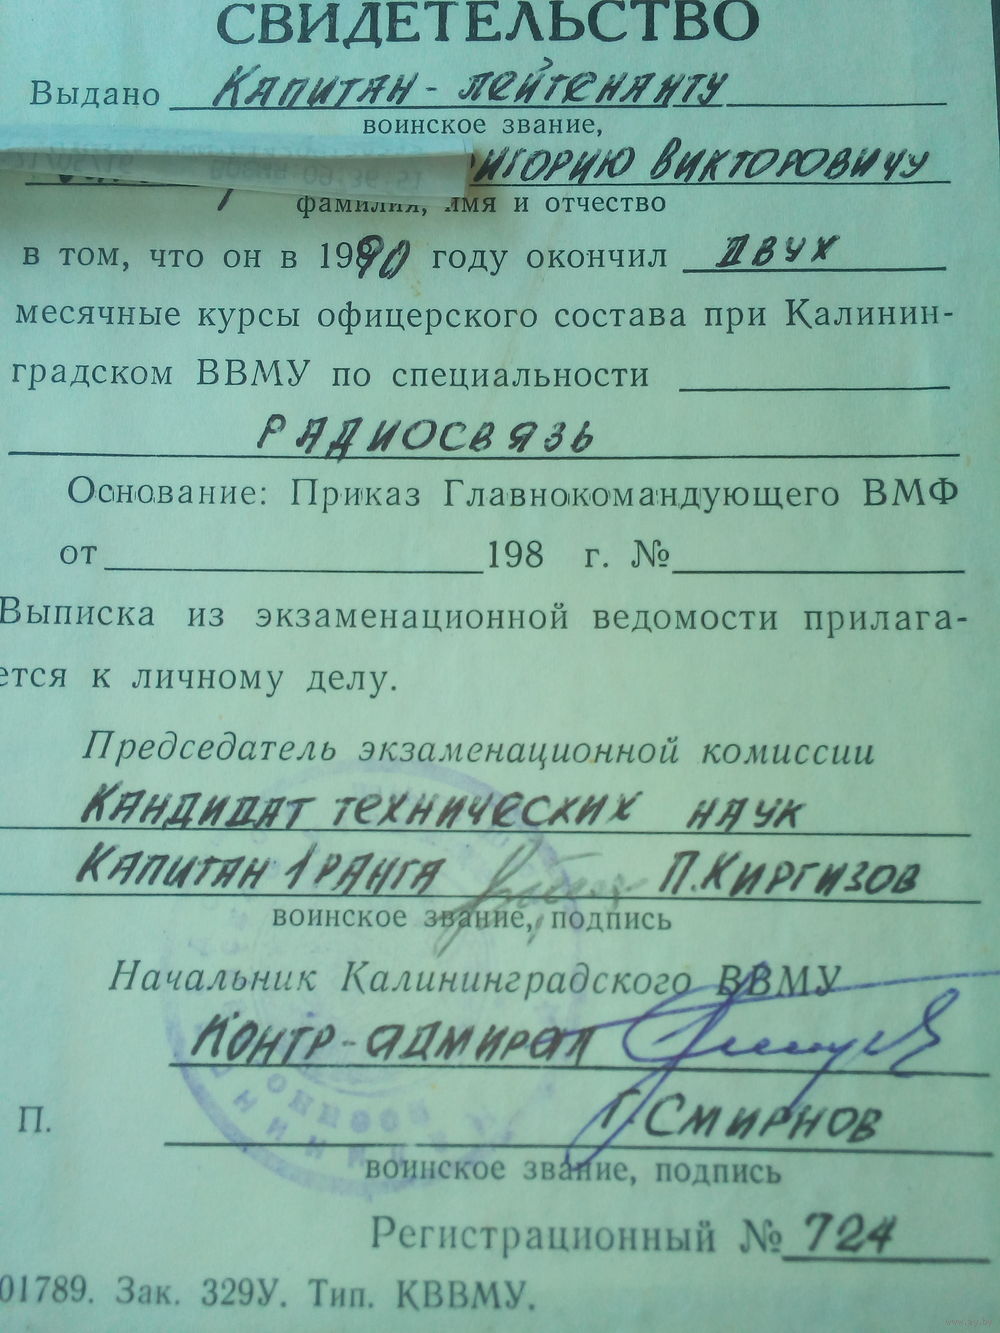 СВИДЕТЕЛЬСТВО
Выдано Капитан-лейтенанту
воинское звание,
ригорию Викторовичу
фамилия, имя и отчество
в том, что он в 1990 году окончил двух
месячные курсы офицерского состава при Калинин-
градском ВВМУ по специальности
РАДИОСВЯЗЬ
Основание: Приказ Главнокомандующего ВМФ
от 198 г. №
Выписка из экзаменационной ведомости прилага-
ется к личному делу.
Председатель экзаменационной комиссии
Кандидат технических наук
Капитан 1 ранга П.Киргизов
воинское звание, подпись
Начальник Калининградского ВВМУ
Контр-адмирал
Г.Смирнов
П.
воинское звание, подпись
Регистрационный № 724
01789. Зак. 329У. Тип. КВВМУ.
www.ay.by